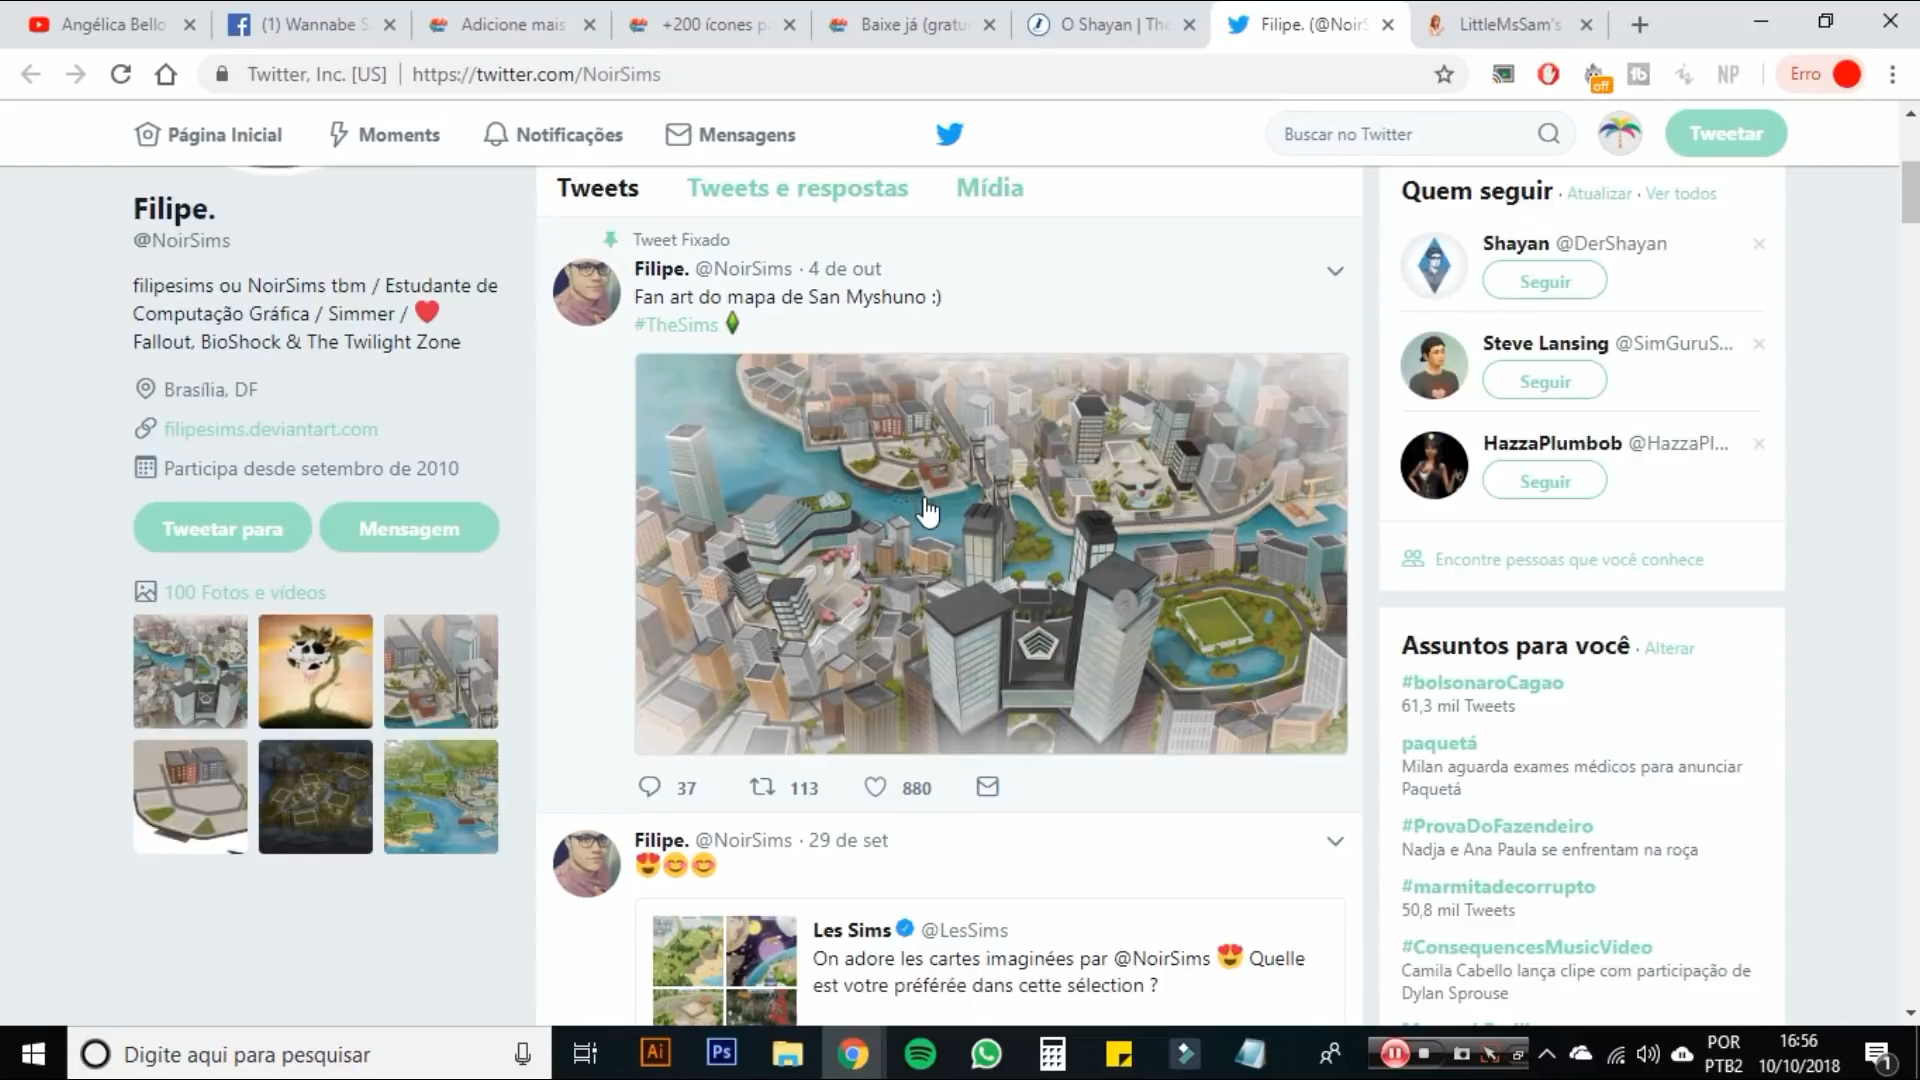 Angélica Bello
(1) Wannabe S
Adicione mais
+200 ícones p
Baixe já (gratu
O Shayan | The
Filipe. (@NoirS
LittleMsSam's
Twitter, Inc. [US]
https://twitter.com/NoirSims
off
NP
Erro
Página Inicial
Moments
Notificações
Mensagens
Buscar no Twitter
Tweetar
Filipe.
@NoirSims
filipesims ou NoirSims tbm / Estudante de
Computação Gráfica / Simmer / ❤️
Fallout, BioShock & The Twilight Zone
Brasília, DF
filipesims.deviantart.com
Participa desde setembro de 2010
Tweetar para
Mensagem
100 Fotos e vídeos
Tweets
Tweets e respostas
Mídia
Tweet Fixado
Filipe. @NoirSims · 4 de out
Fan art do mapa de San Myshuno :)
#TheSims
37
113
880
Filipe. @NoirSims · 29 de set
😍😊😊
Les Sims @LesSims
On adore les cartes imaginées par @NoirSims 😍 Quelle
est votre préférée dans cette sélection ?
Quem seguir · Atualizar · Ver todos
Shayan @DerShayan
Seguir
Steve Lansing @SimGuruS...
Seguir
HazzaPlumbob @HazzaPl...
Seguir
Encontre pessoas que você conhece
Assuntos para você · Alterar
#bolsonaroCagao
61,3 mil Tweets
paquetá
Milan aguarda exames médicos para anunciar
Paquetá
#ProvaDoFazendeiro
Nadja e Ana Paula se enfrentam na roça
#marmitadecorrupto
50,8 mil Tweets
#ConsequencesMusicVideo
Camila Cabello lança clipe com participação de
Dylan Sprouse
Digite aqui para pesquisar
Ai
Ps
POR
PTB2
16:56
10/10/2018
1